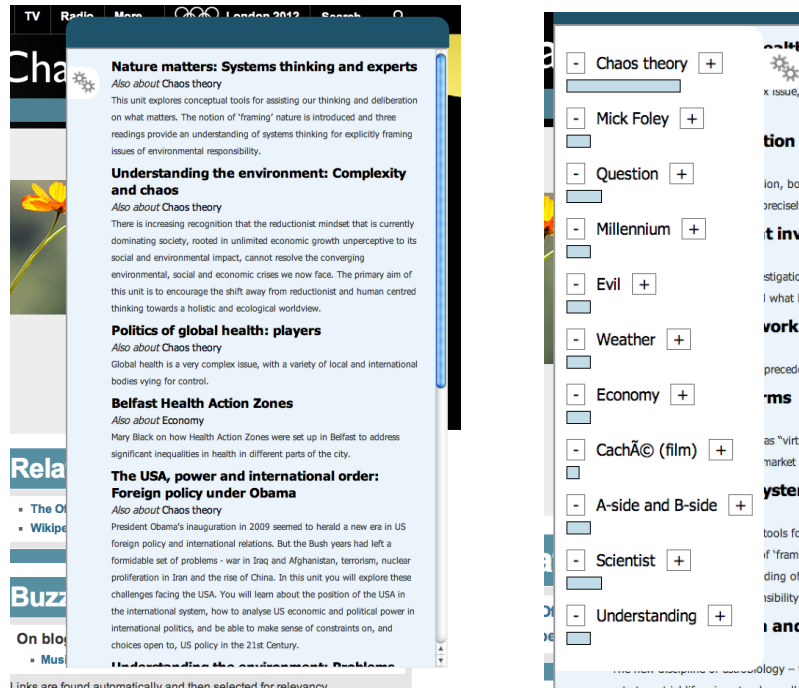 TV Radio More London 2012 Search
Cha
Nature matters: Systems thinking and experts
Also about Chaos theory
This unit explores conceptual tools for assisting our thinking and deliberation
on what matters. The notion of 'framing' nature is introduced and three
readings provide an understanding of systems thinking for explicitly framing
issues of environmental responsibility.
Understanding the environment: Complexity
and chaos
Also about Chaos theory
There is increasing recognition that the reductionist mindset that is currently
dominating society, rooted in unlimited economic growth unperceptive to its
social and environmental impact, cannot resolve the converging
environmental, social and economic crises we now face. The primary aim of
this unit is to encourage the shift away from reductionist and human centred
thinking towards a holistic and ecological worldview.
Politics of global health: players
Also about Chaos theory
Global health is a very complex issue, with a variety of local and international
bodies vying for control.
Belfast Health Action Zones
Also about Economy
Mary Black on how Health Action Zones were set up in Belfast to address
significant inequalities in health in different parts of the city.
The USA, power and international order:
Foreign policy under Obama
Also about Chaos theory
President Obama's inauguration in 2009 seemed to herald a new era in US
foreign policy and international relations. But the Bush years had left a
formidable set of problems - war in Iraq and Afghanistan, terrorism, nuclear
proliferation in Iran and the rise of China. In this unit you will explore these
challenges facing the USA. You will learn about the position of the USA in
the international system, how to analyse US economic and political power in
international politics, and be able to make sense of constraints on, and
choices open to, US policy in the 21st Century.
Understanding the environment: Problems
Rela
The Of
Wikipe
Buzz
On blog
Musi
Links are found automatically and then selected for relevancy
- Chaos theory +
- Mick Foley +
- Question +
- Millennium +
- Evil +
- Weather +
- Economy +
- CachÃ© (film) +
- A-side and B-side +
- Scientist +
- Understanding +
ealth
x issue,
tion
ion, bo
precisel
t inv
estigatio
what
work
precede
rms
as "virt
market
yster
tools fo
of 'fram
ding of
nsibility
n and
The new discipline of astrobiology –